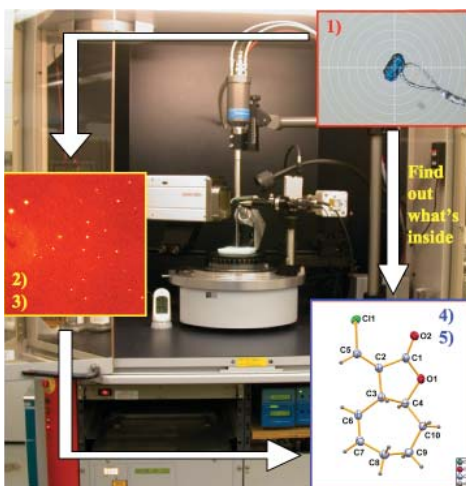 1)
Find
out
what's
inside
2)
3)
4)
5)
Cl1
O2
C5
C2
C1
O1
C3
C4
C6
C10
C7
C8
C9